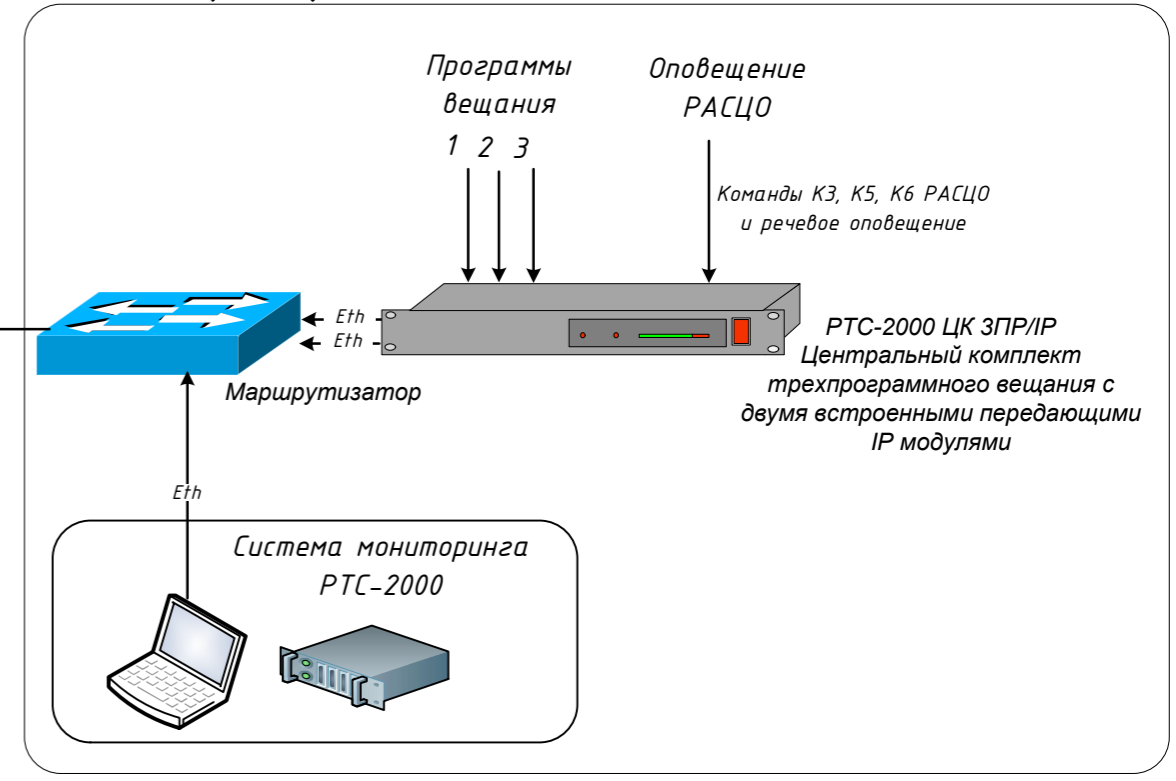 Программы
вещания
1 2 3
Оповещение
РАСЦО
Команды К3, К5, К6 РАСЦО
и речевое оповещение
Eth
Eth
Маршрутизатор
РТС-2000 ЦК 3ПР/IP
Центральный комплект
трехпрограммного вещания с
двумя встроенными передающими
IP модулями
Eth
Система мониторинга
РТС-2000